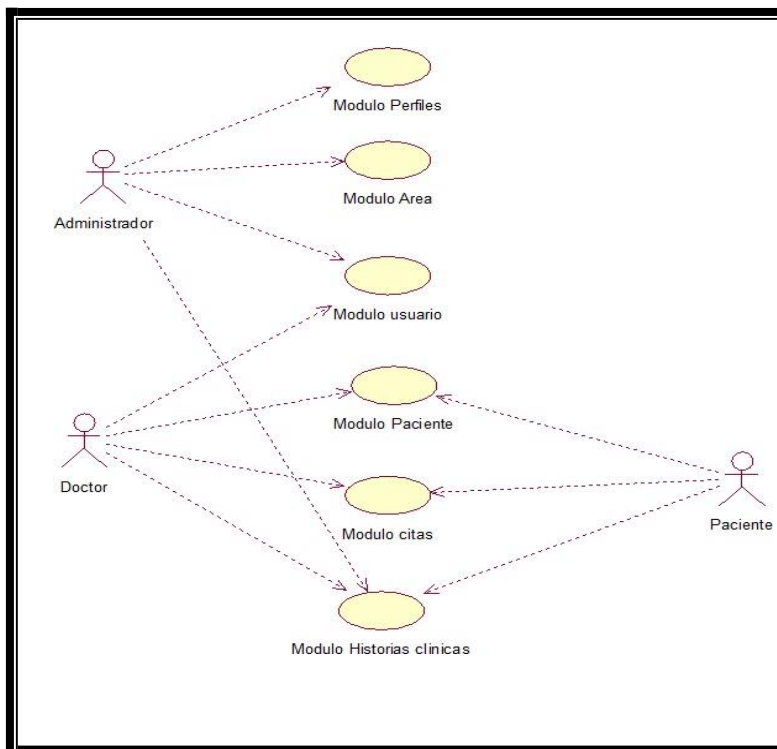 Modulo Perfiles
Modulo Area
Administrador
Modulo usuario
Modulo Paciente
Doctor
Paciente
Modulo citas
Modulo Historias clinicas